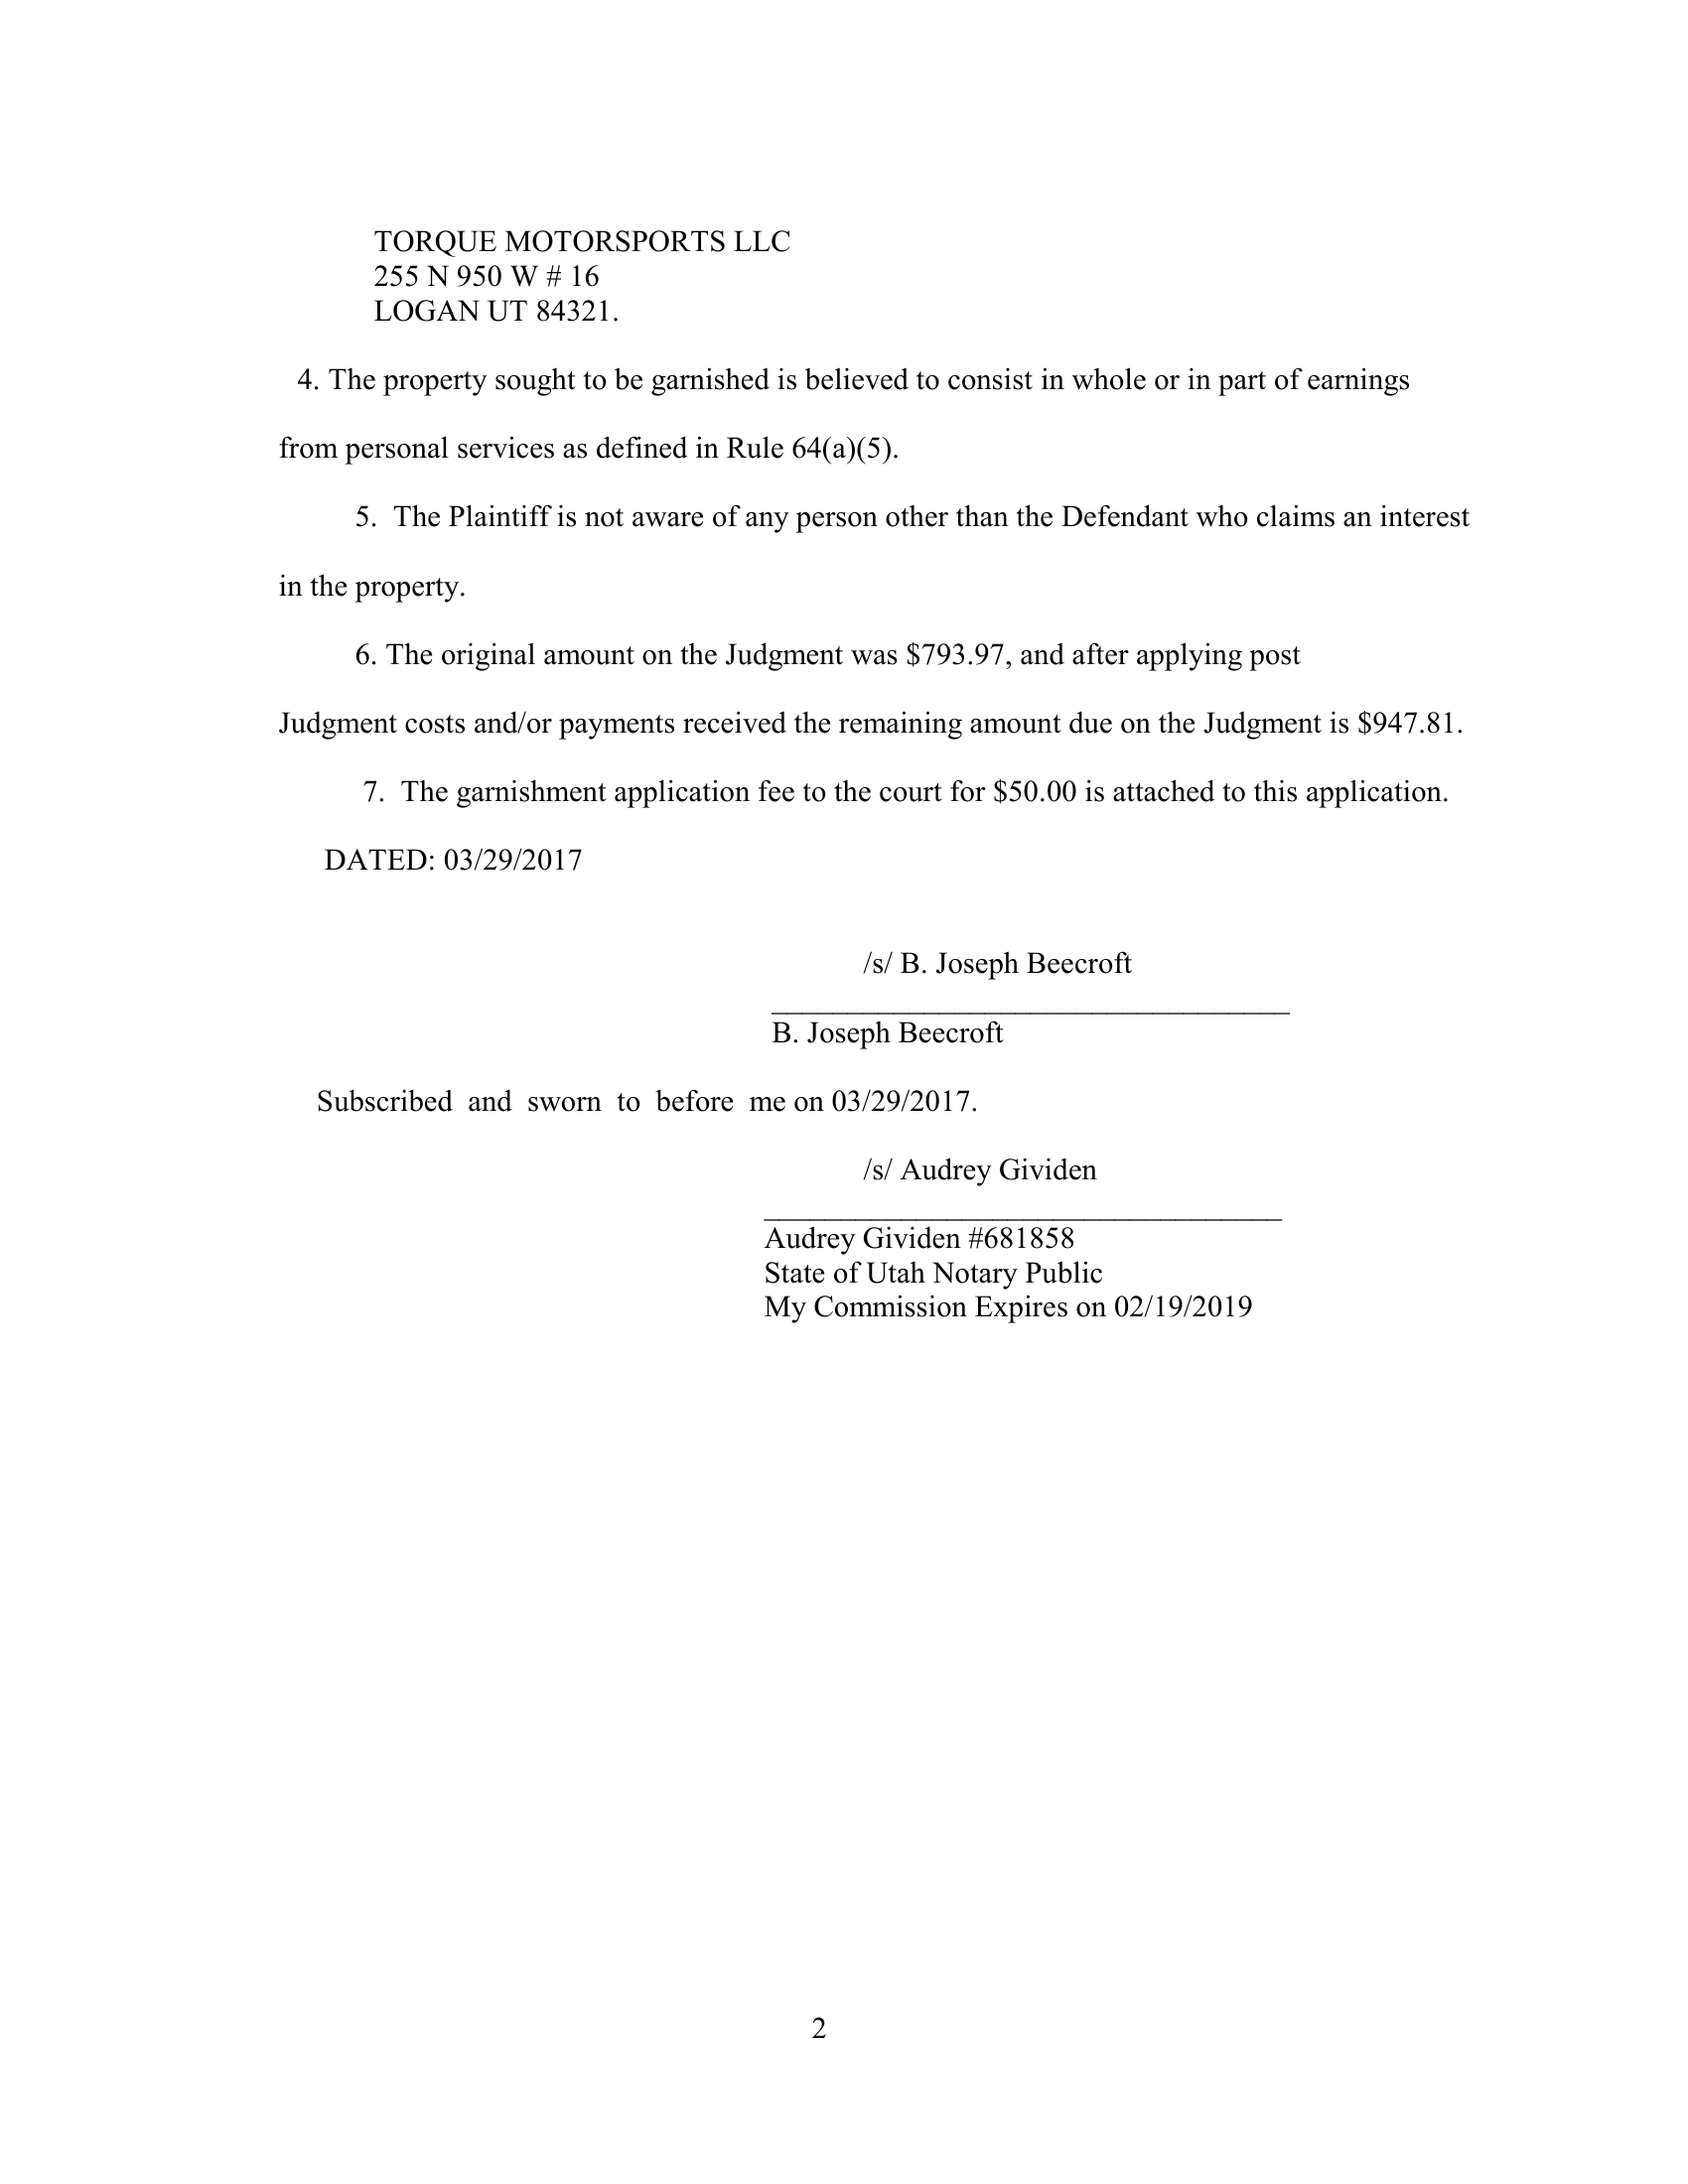 TORQUE MOTORSPORTS LLC
255 N 950 W # 16
LOGAN UT 84321.
4. The property sought to be garnished is believed to consist in whole or in part of earnings
from personal services as defined in Rule 64(a)(5).
5. The Plaintiff is not aware of any person other than the Defendant who claims an interest
in the property.
6. The original amount on the Judgment was $793.97, and after applying post
Judgment costs and/or payments received the remaining amount due on the Judgment is $947.81.
7. The garnishment application fee to the court for $50.00 is attached to this application.
DATED: 03/29/2017
/s/ B. Joseph Beecroft
B. Joseph Beecroft
Subscribed and sworn to before me on 03/29/2017.
/s/ Audrey Gividen
Audrey Gividen #681858
State of Utah Notary Public
My Commission Expires on 02/19/2019
2